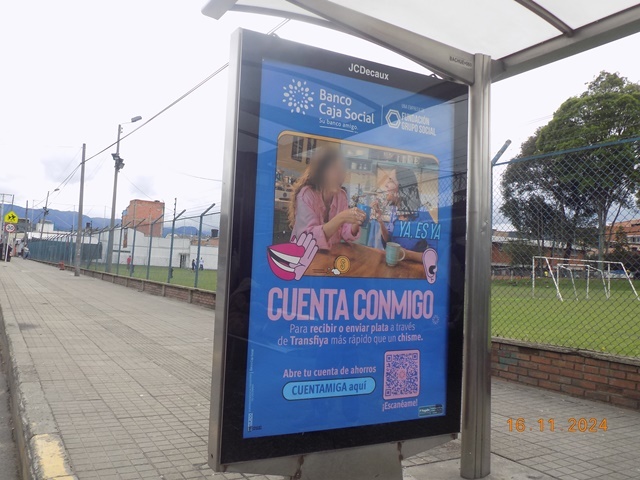 JCDecaux
Banco
Caja Social
Su banco amigo
FUNDACIÓN
GRUPO SOCIAL
YA, ES YA
CUENTA CONMIGO
Para recibir o enviar plata a través
de Transfiya más rápido que un chisme.
Abre tu cuenta de ahorros
CUENTAMIGA aquí
¡Escanéame!
16.11.2024